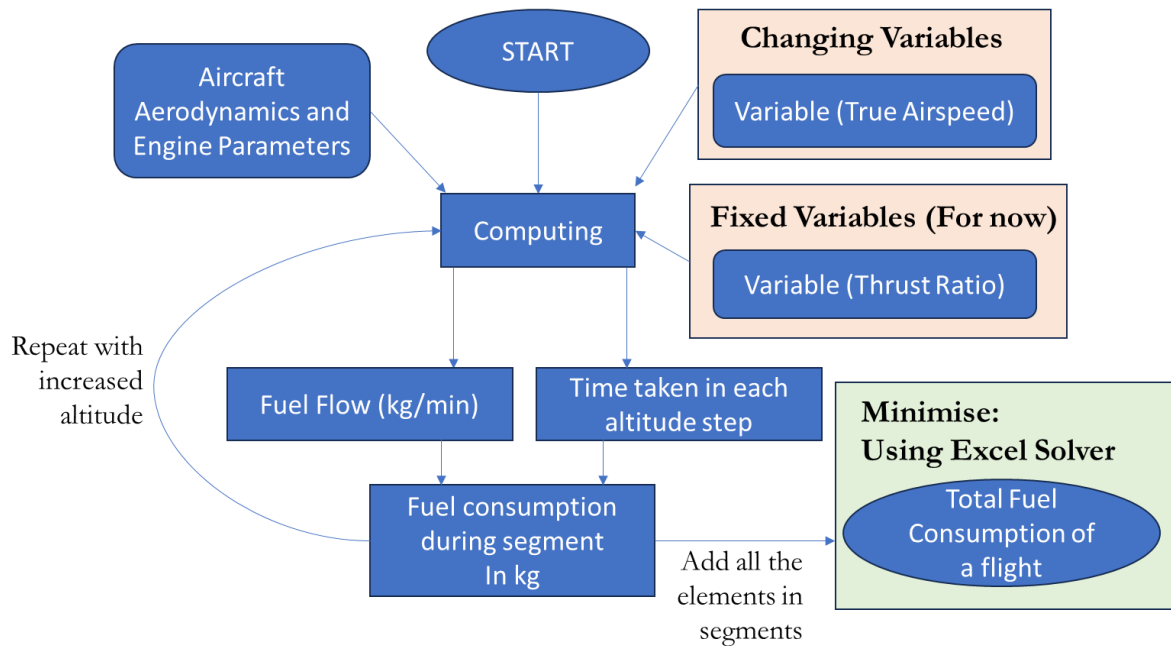 START
Aircraft
Aerodynamics and
Engine Parameters
Changing Variables
Variable (True Airspeed)
Computing
Fixed Variables (For now)
Variable (Thrust Ratio)
Repeat with
increased
altitude
Fuel Flow (kg/min)
Time taken in each
altitude step
Fuel consumption
during segment
In kg
Add all the
elements in
segments
Minimise:
Using Excel Solver
Total Fuel
Consumption of
a flight